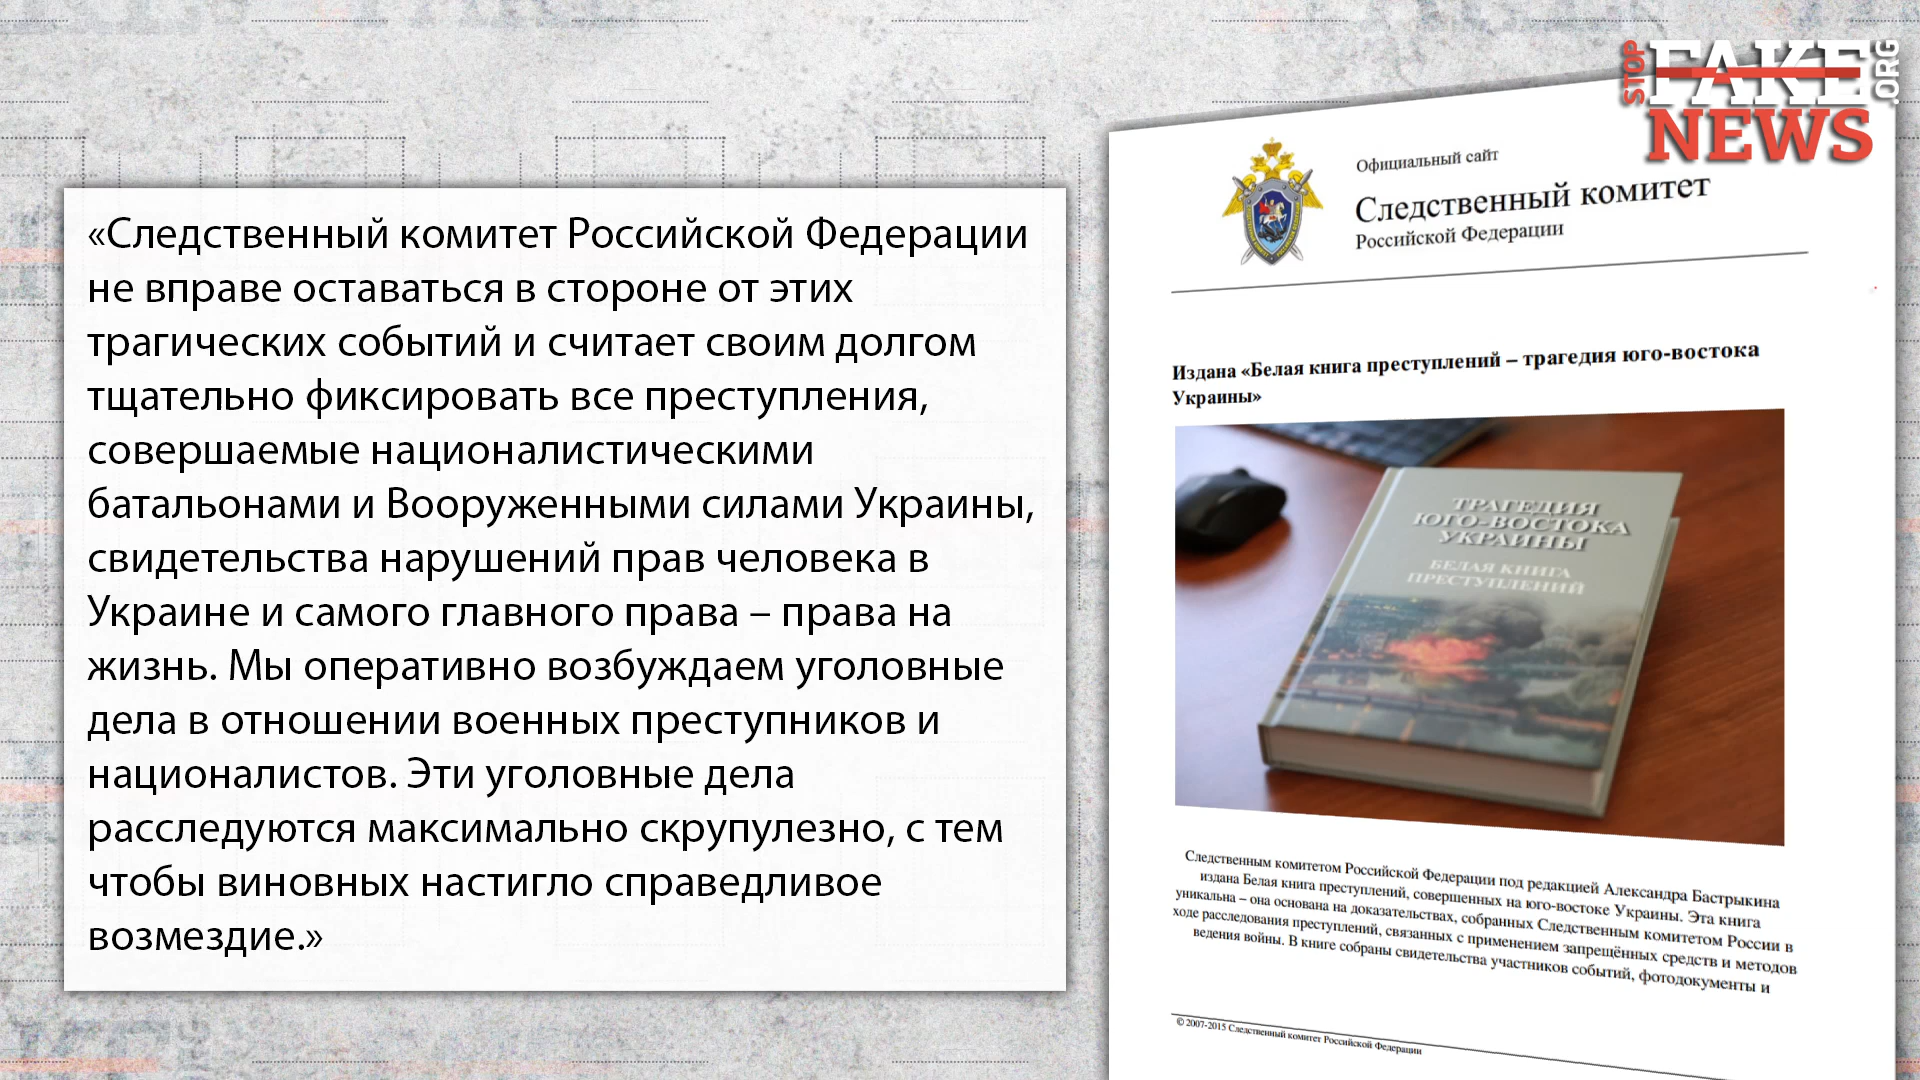 STOP FAKE NEWS .ORG
«Следственный комитет Российской Федерации
не вправе оставаться в стороне от этих
трагических событий и считает своим долгом
тщательно фиксировать все преступления,
совершаемые националистическими
батальонами и Вооруженными силами Украины,
свидетельства нарушений прав человека в
Украине и самого главного права – права на
жизнь. Мы оперативно возбуждаем уголовные
дела в отношении военных преступников и
националистов. Эти уголовные дела
расследуются максимально скрупулезно, с тем
чтобы виновных настигло справедливое
возмездие.»
Официальный сайт
Следственный комитет
Российской Федерации
Издана «Белая книга преступлений – трагедия юго-востока
Украины»
ТРАГЕДИЯ
ЮГО-ВОСТОКА
УКРАИНЫ
БЕЛАЯ КНИГА
ПРЕСТУПЛЕНИЙ
Следственным комитетом Российской Федерации под редакцией Александра Бастрыкина
издана Белая книга преступлений, совершенных на юго-востоке Украины. Эта книга
уникальна – она основана на доказательствах, собранных Следственным комитетом России в
ходе расследования преступлений, связанных с применением запрещённых средств и методов
ведения войны. В книге собраны свидетельства участников событий, фотодокументы и
© 2007-2015 Следственный комитет Российской Федерации